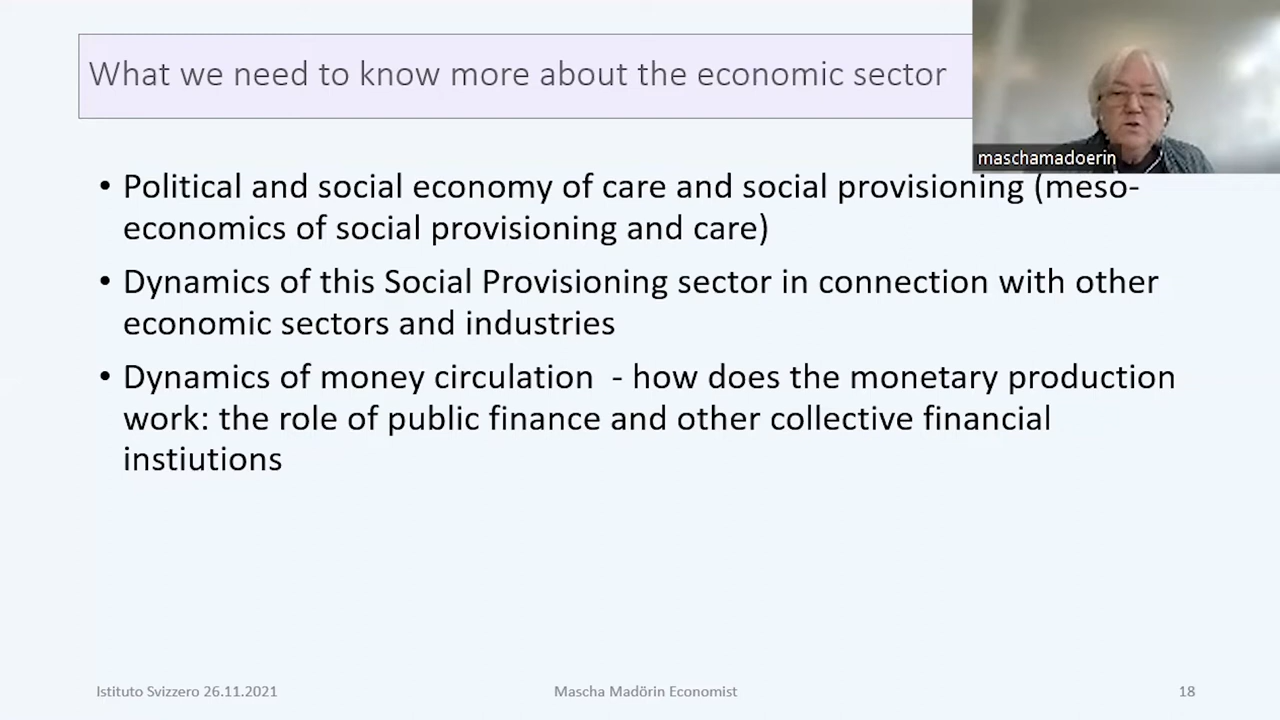 What we need to know more about the economic sector
maschamadoerin
• Political and social economy of care and social provisioning (meso-
economics of social provisioning and care)
• Dynamics of this Social Provisioning sector in connection with other
economic sectors and industries
• Dynamics of money circulation  - how does the monetary production
work: the role of public finance and other collective financial
instiutions
Istituto Svizzero 26.11.2021
Mascha Madörin Economist
18